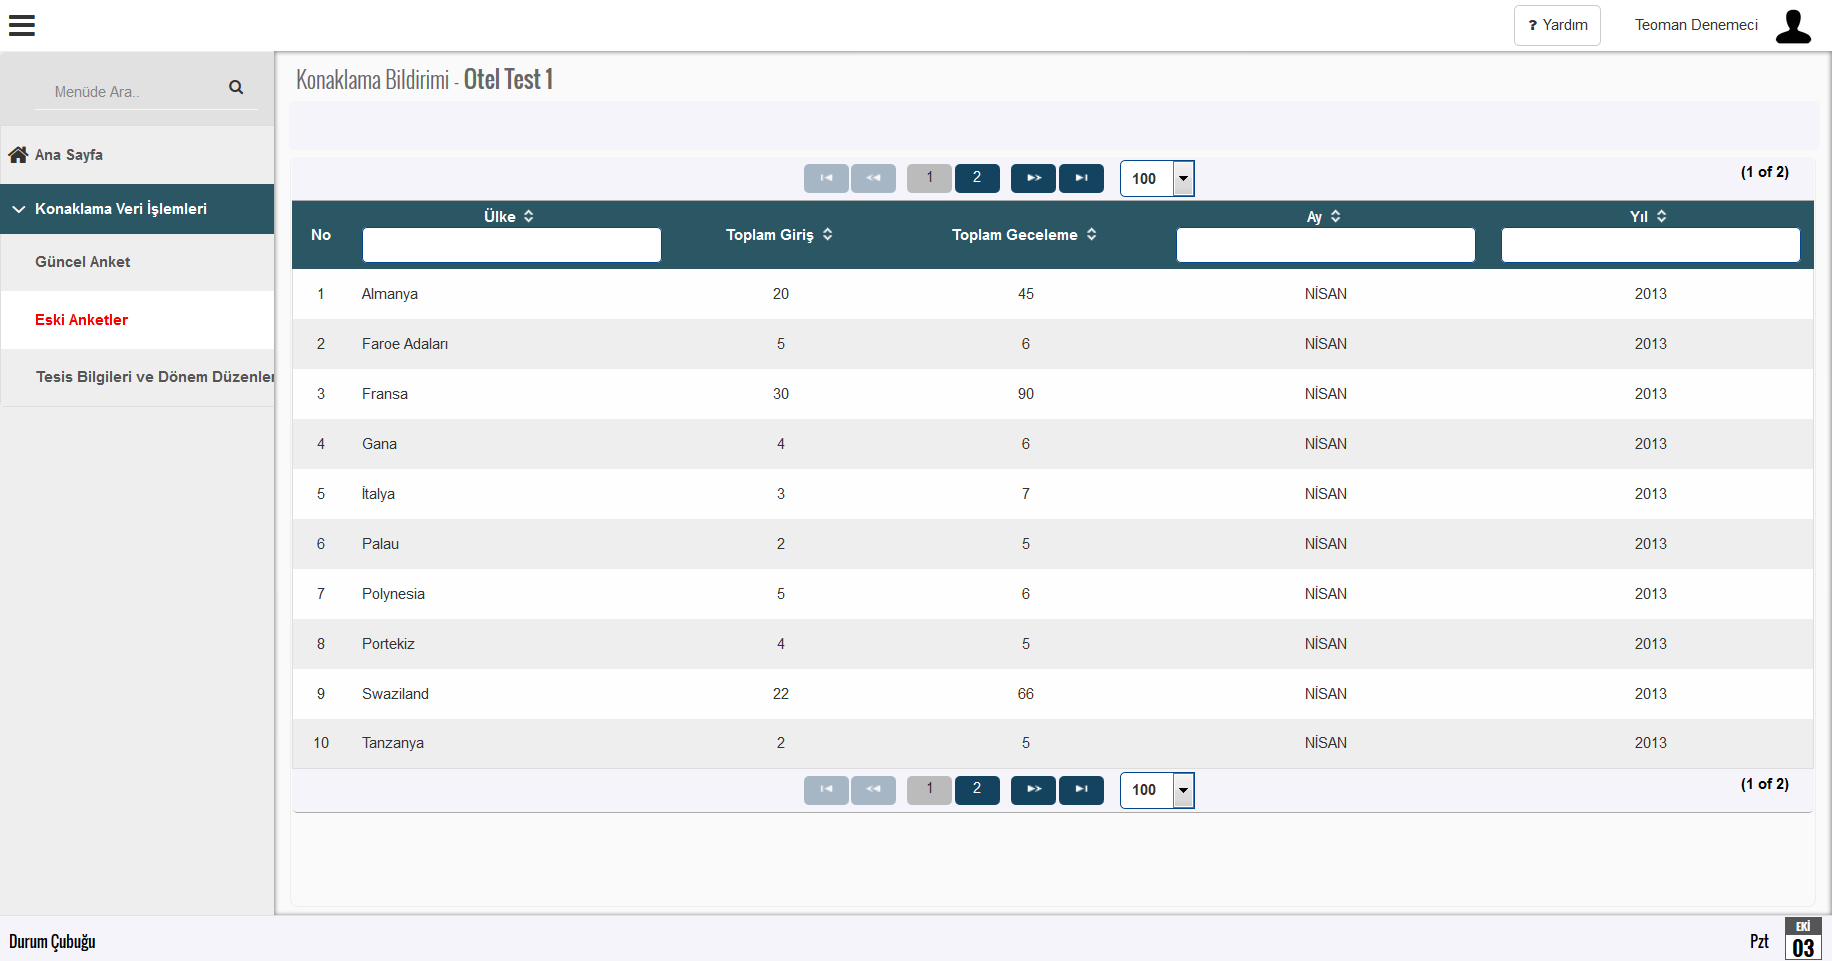 ? Yardım
Teoman Denemeci
Menüde Ara..
Ana Sayfa
Konaklama Veri İşlemleri
Güncel Anket
Eski Anketler
Tesis Bilgileri ve Dönem Düzenler
Konaklama Bildirimi - Otel Test 1
1 2 100 (1 of 2)
No Ülke Toplam Giriş Toplam Geceleme Ay Yıl
1 Almanya 20 45 NİSAN 2013
2 Faroe Adaları 5 6 NİSAN 2013
3 Fransa 30 90 NİSAN 2013
4 Gana 4 6 NİSAN 2013
5 İtalya 3 7 NİSAN 2013
6 Palau 2 5 NİSAN 2013
7 Polynesia 5 6 NİSAN 2013
8 Portekiz 4 5 NİSAN 2013
9 Swaziland 22 66 NİSAN 2013
10 Tanzanya 2 5 NİSAN 2013
1 2 100 (1 of 2)
Durum Çubuğu
Pzt
EKİ
03